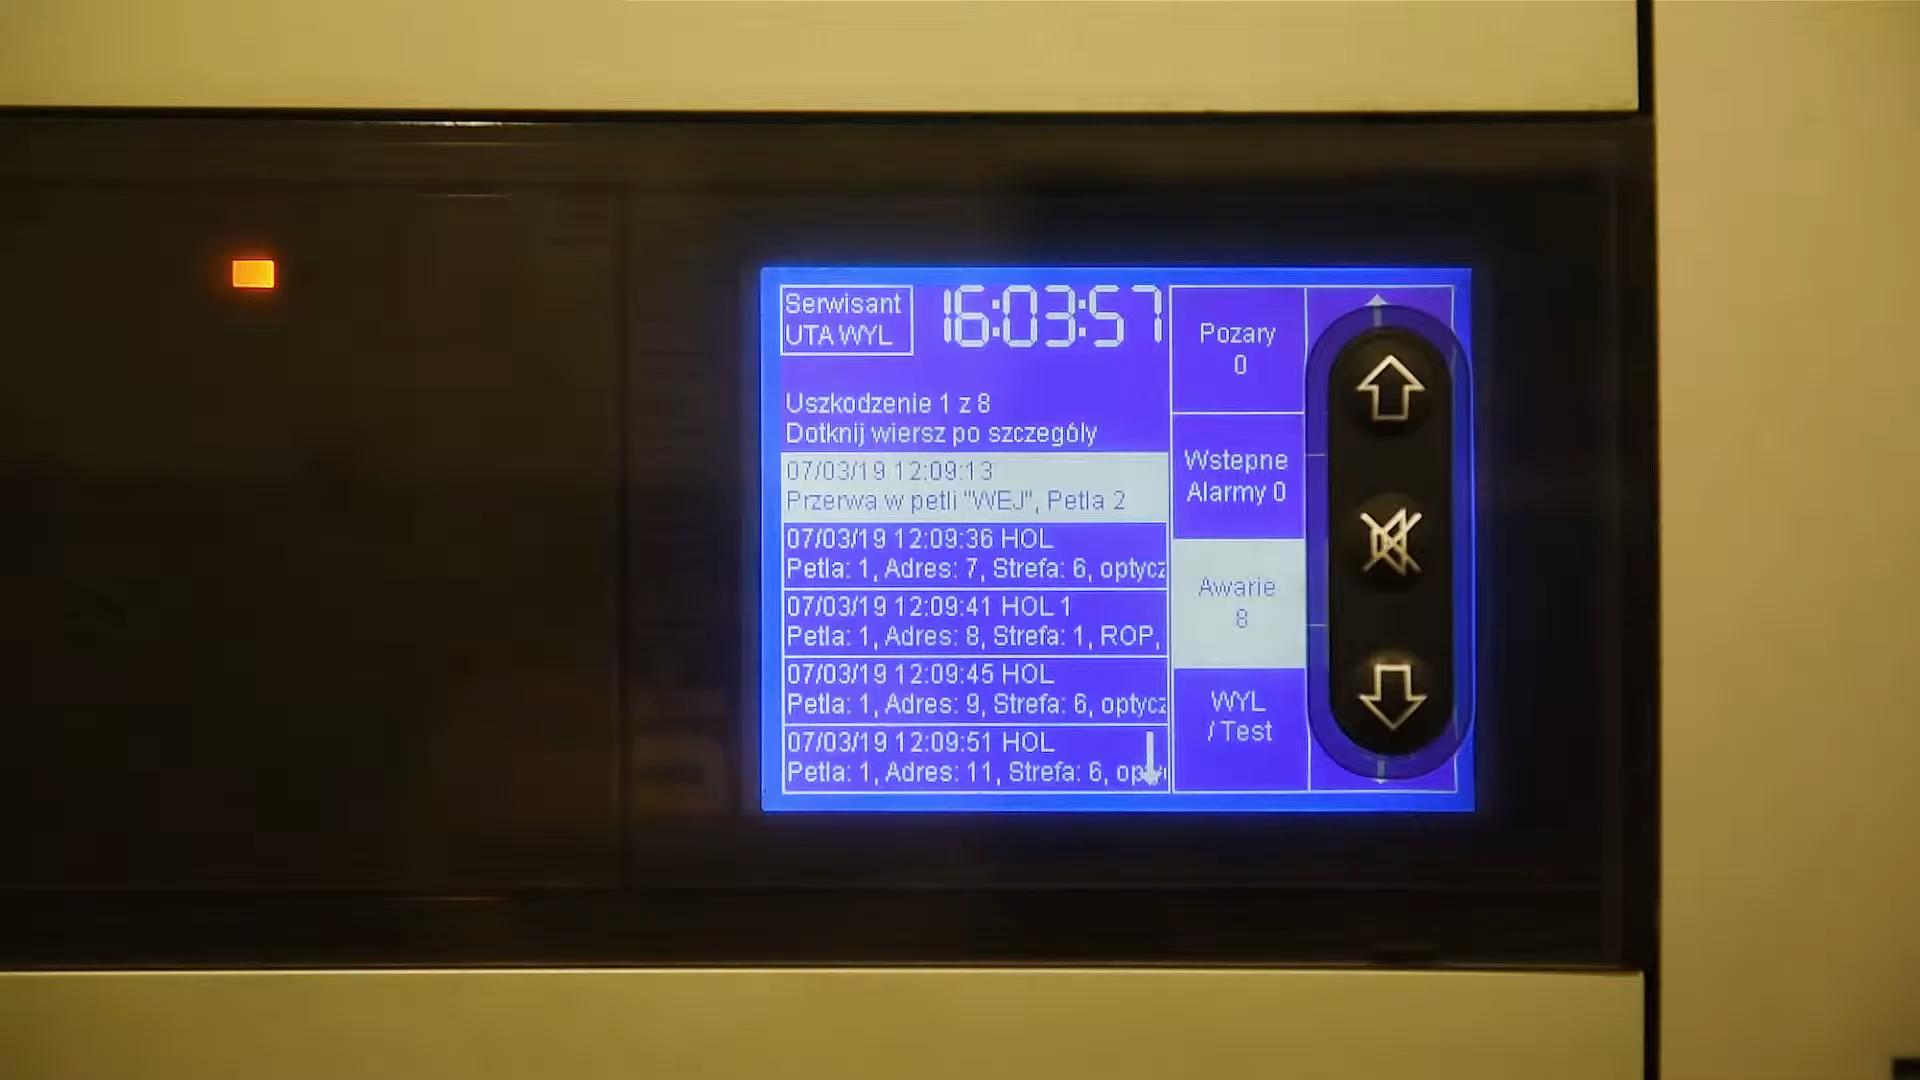 Serwisant
UTA WYL
16:03:57
Uszkodzenie 1 z 8
Dotknij wiersz po szczególy
07/03/19 12:09:13
Przerwa w petli "WEJ", Petla 2
07/03/19 12:09:36 HOL
Petla: 1, Adres: 7, Strefa: 6, optycz
07/03/19 12:09:41 HOL 1
Petla: 1, Adres: 8, Strefa: 1, ROP,
07/03/19 12:09:45 HOL
Petla: 1, Adres: 9, Strefa: 6, optycz
07/03/19 12:09:51 HOL
Petla: 1, Adres: 11, Strefa: 6,
Pozary
0
Wstepne
Alarmy 0
Awarie
8
WYL
/ Test